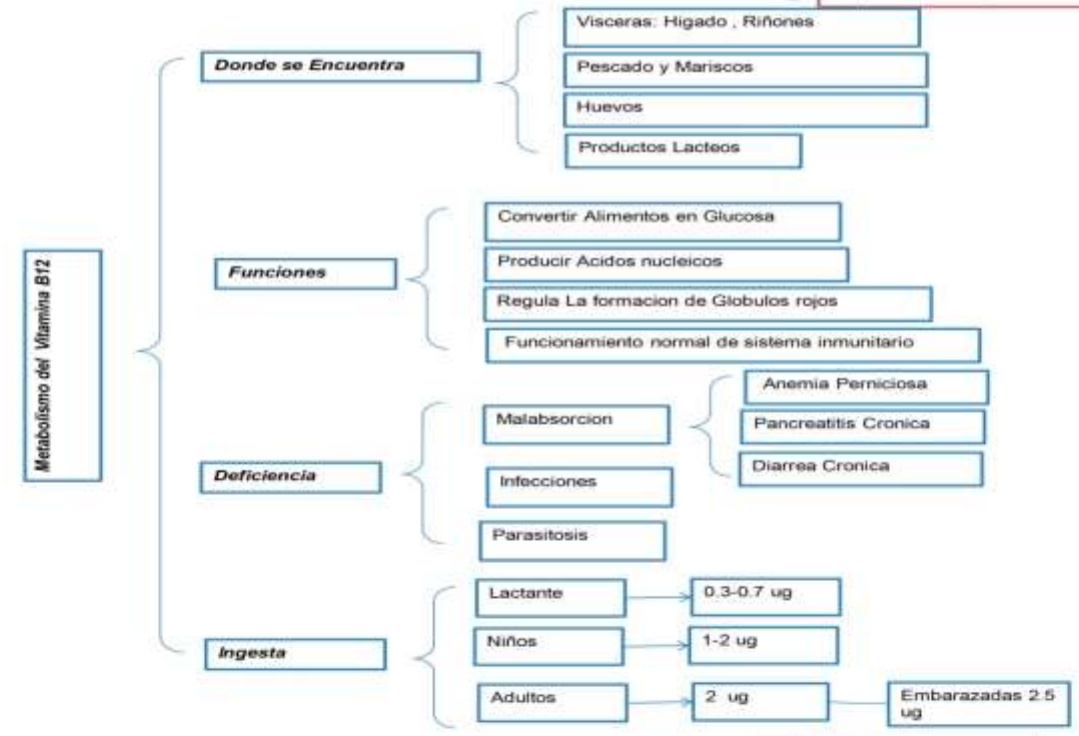 Metabolismo del Vitamina B12
Donde se Encuentra
Visceras: Higado , Riñones
Pescado y Mariscos
Huevos
Productos Lacteos
Funciones
Convertir Alimentos en Glucosa
Producir Acidos nucleicos
Regula La formacion de Globulos rojos
Funcionamiento normal de sistema inmunitario
Deficiencia
Malabsorcion
Anemia Perniciosa
Pancreatitis Cronica
Diarrea Cronica
Infecciones
Parasitosis
Ingesta
Lactante
0.3-0.7 ug
Niños
1-2 ug
Adultos
2 ug
Embarazadas 2.5
ug